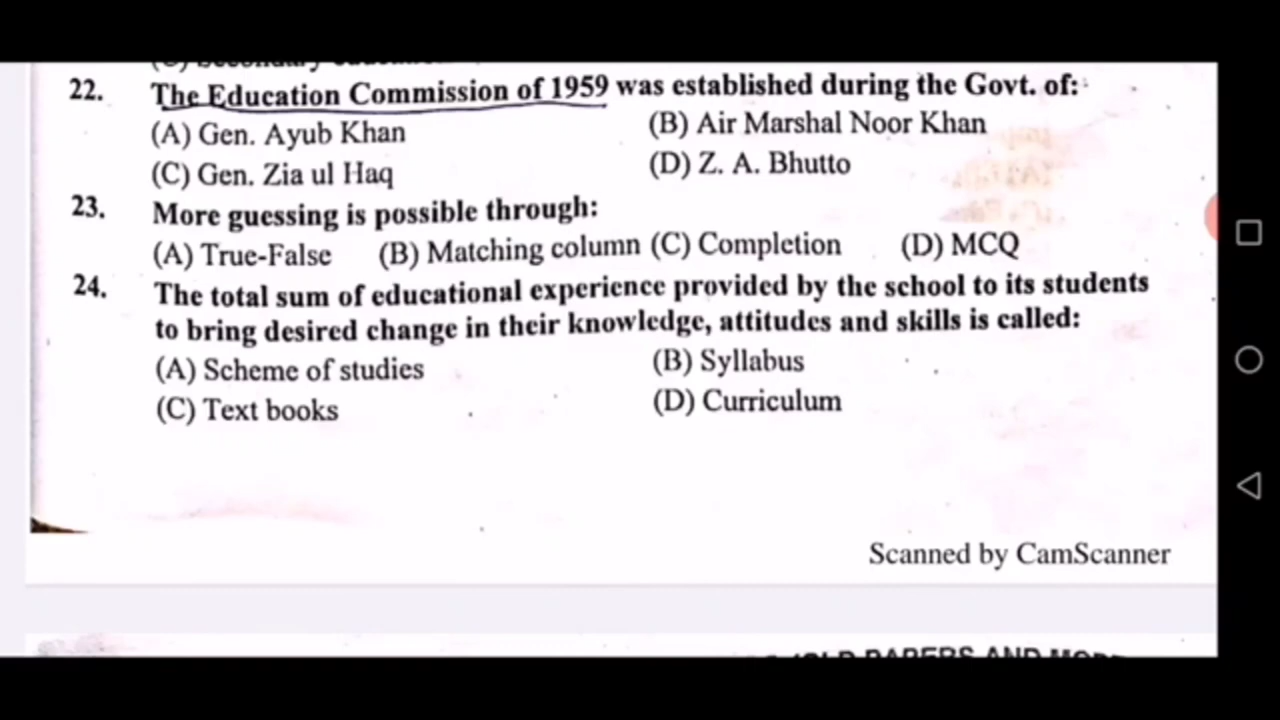 22. The Education Commission of 1959 was established during the Govt. of:
(A) Gen. Ayub Khan (B) Air Marshal Noor Khan
(C) Gen. Zia ul Haq (D) Z. A. Bhutto
23. More guessing is possible through:
(A) True-False (B) Matching column (C) Completion (D) MCQ
24. The total sum of educational experience provided by the school to its students
to bring desired change in their knowledge, attitudes and skills is called:
(A) Scheme of studies (B) Syllabus
(C) Text books (D) Curriculum
Scanned by CamScanner